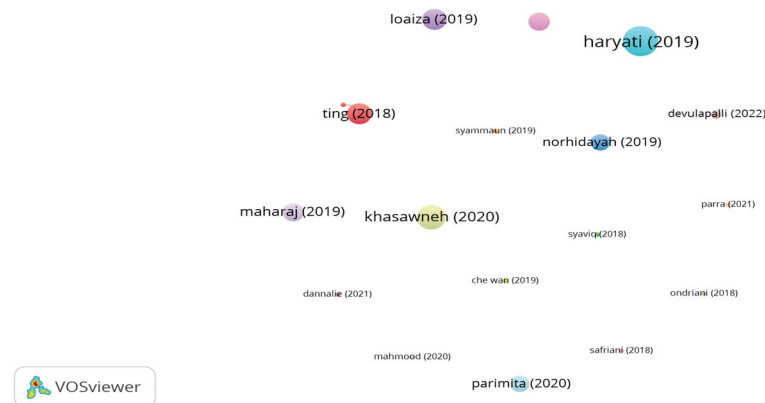 loaiza (2019)
haryati (2019)
ting (2018)
devulapalli (2022)
syammaun (2019)
norhidayah (2019)
parra (2021)
maharaj (2019)
khasawneh (2020)
syaviq (2018)
che wan (2019)
dannalie (2021)
ondriani (2018)
safriani (2018)
mahmood (2020)
parimita (2020)
VOSviewer